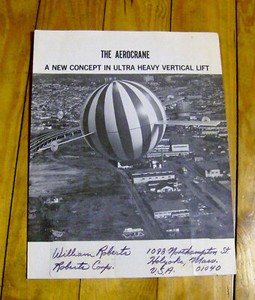 THE AEROCRANE
A NEW CONCEPT IN ULTRA HEAVY VERTICAL LIFT
William Roberts
Roberts Corp.
1098 Northampton St.
Holyoke, Mass.
U.S.A. 01040